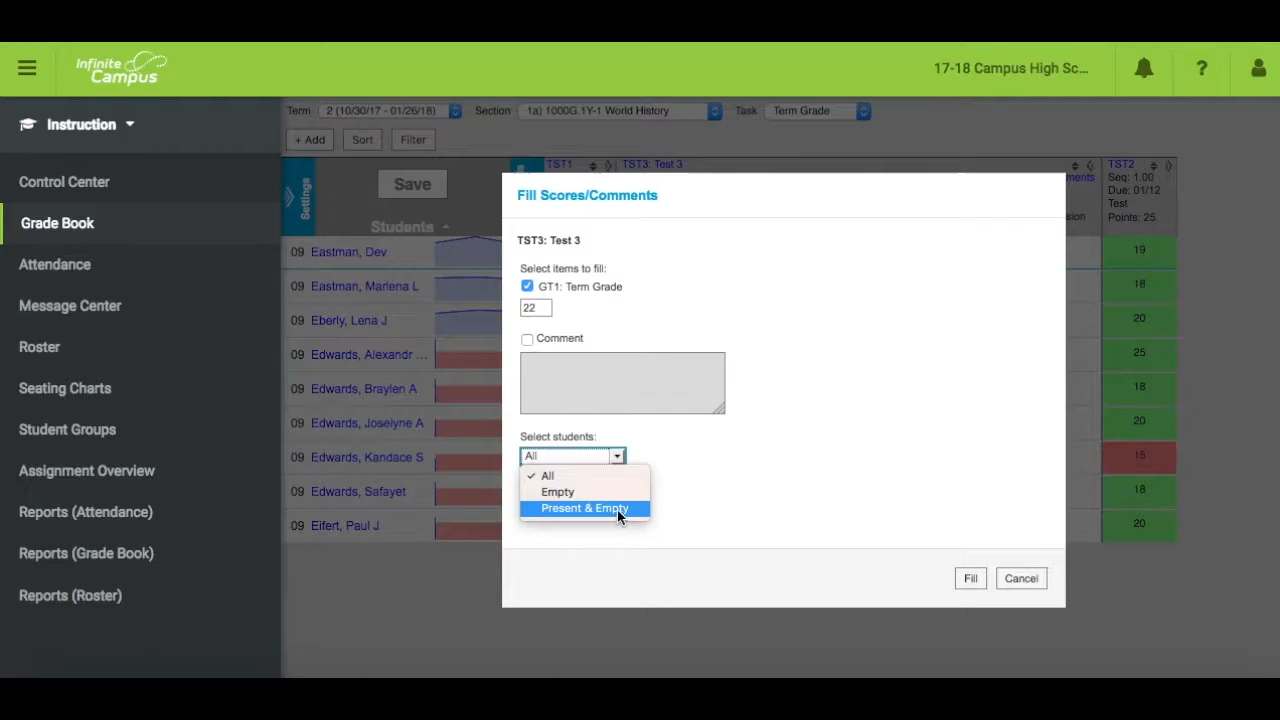 Infinite Campus
17-18 Campus High Sc...
?
Instruction
Control Center
Grade Book
Attendance
Message Center
Roster
Seating Charts
Student Groups
Assignment Overview
Reports (Attendance)
Reports (Grade Book)
Reports (Roster)
Term 2 (10/30/17 - 01/26/18) Section 1a) 1000G.1Y-1 World History Task Term Grade
+ Add Sort Filter
Settings
Save
Students
TST1 TST3: Test 3
TST2
Seq: 1.00
Due: 01/12
Test
Points: 25
09 Eastman, Dev 19
09 Eastman, Marlena L 18
09 Eberly, Lena J 20
09 Edwards, Alexandr ... 25
09 Edwards, Braylen A 18
09 Edwards, Joselyne A 20
09 Edwards, Kandace S 15
09 Edwards, Safayet 18
09 Eifert, Paul J 20
Fill Scores/Comments
TST3: Test 3
Select items to fill:
GT1: Term Grade
22
Comment
Select students:
All
✓ All
Empty
Present & Empty
Fill Cancel